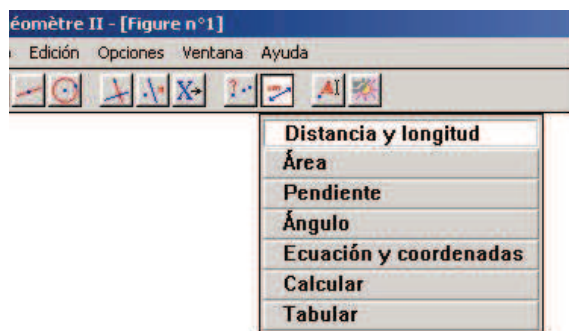 éomètre II - [Figure n°1]
Edición Opciones Ventana Ayuda
X ?
A
Distancia y longitud
Área
Pendiente
Ángulo
Ecuación y coordenadas
Calcular
Tabular